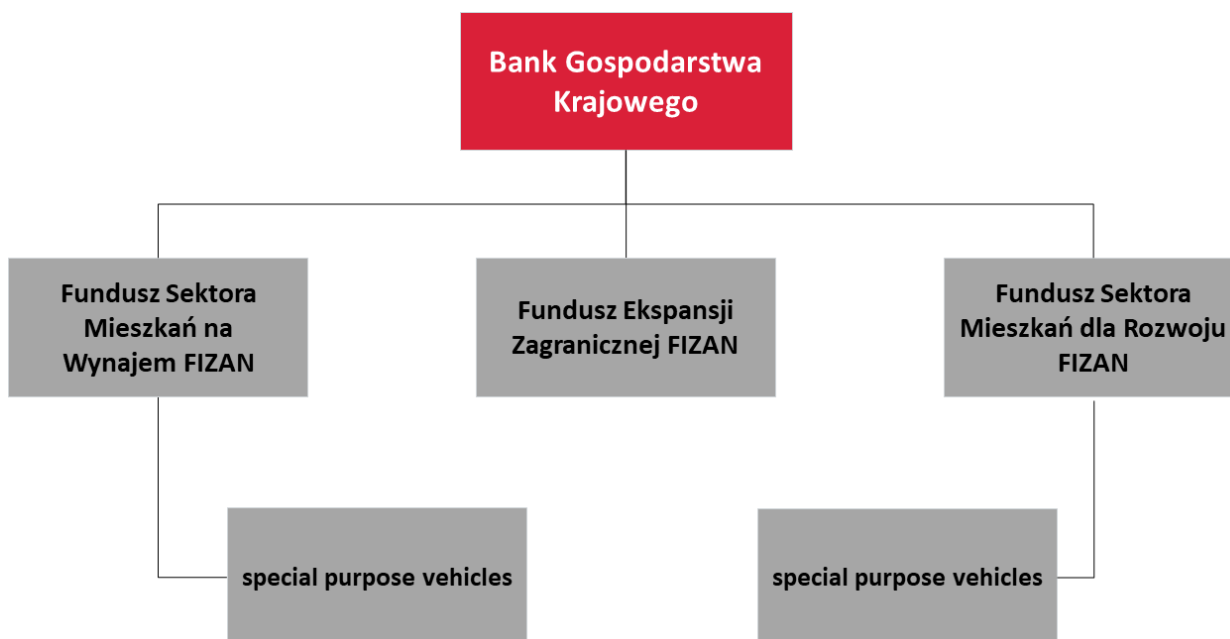 Bank Gospodarstwa
Krajowego
Fundusz Sektora
Mieszkań na
Wynajem FIZAN
Fundusz Ekspansji
Zagranicznej FIZAN
Fundusz Sektora
Mieszkań dla Rozwoju
FIZAN
special purpose vehicles
special purpose vehicles